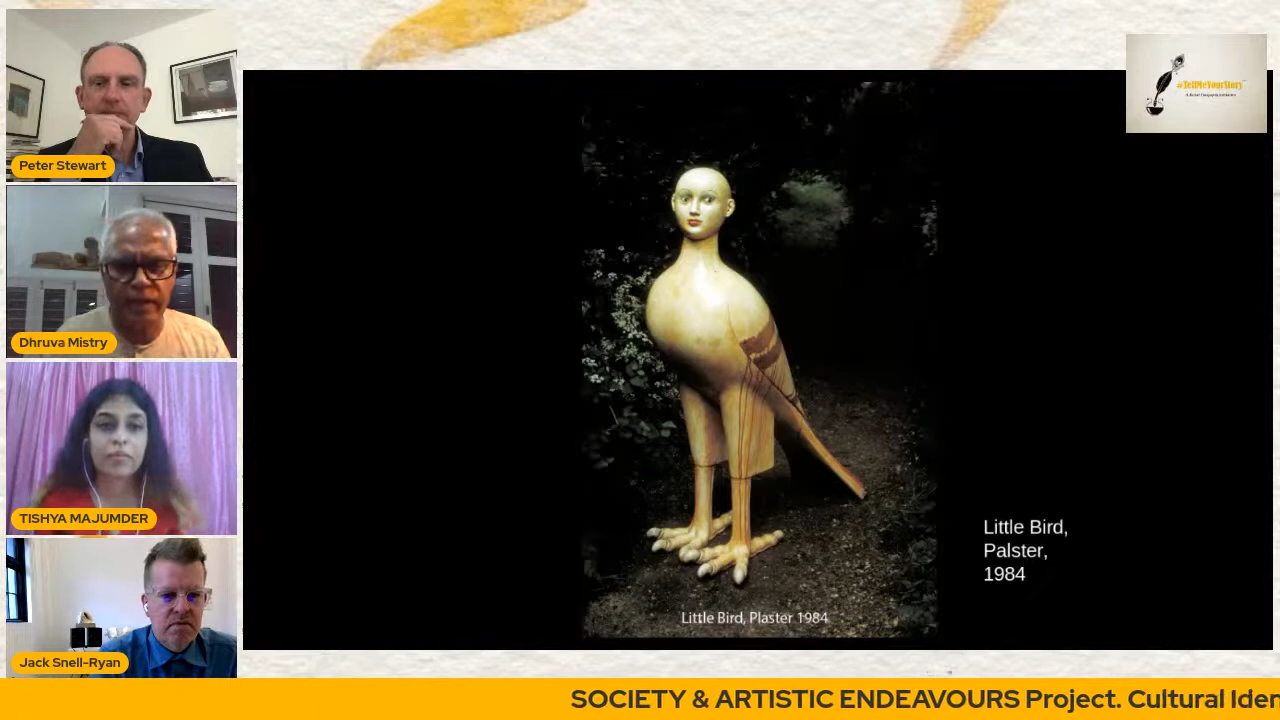 #TellMeYourStory
Peter Stewart
Dhruva Mistry
TISHYA MAJUMDER
Jack Snell-Ryan
Little Bird,
Palster,
1984
Little Bird, Plaster 1984
SOCIETY & ARTISTIC ENDEAVOURS Project. Cultural Iden